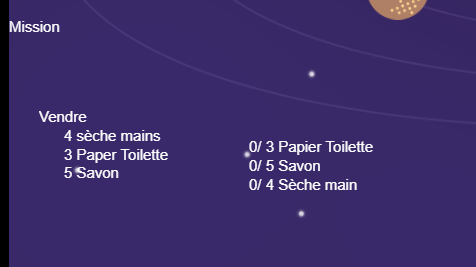 Mission
Vendre
4 sèche mains
3 Paper Toilette
5 Savon
0/ 3 Papier Toilette
0/ 5 Savon
0/ 4 Sèche main